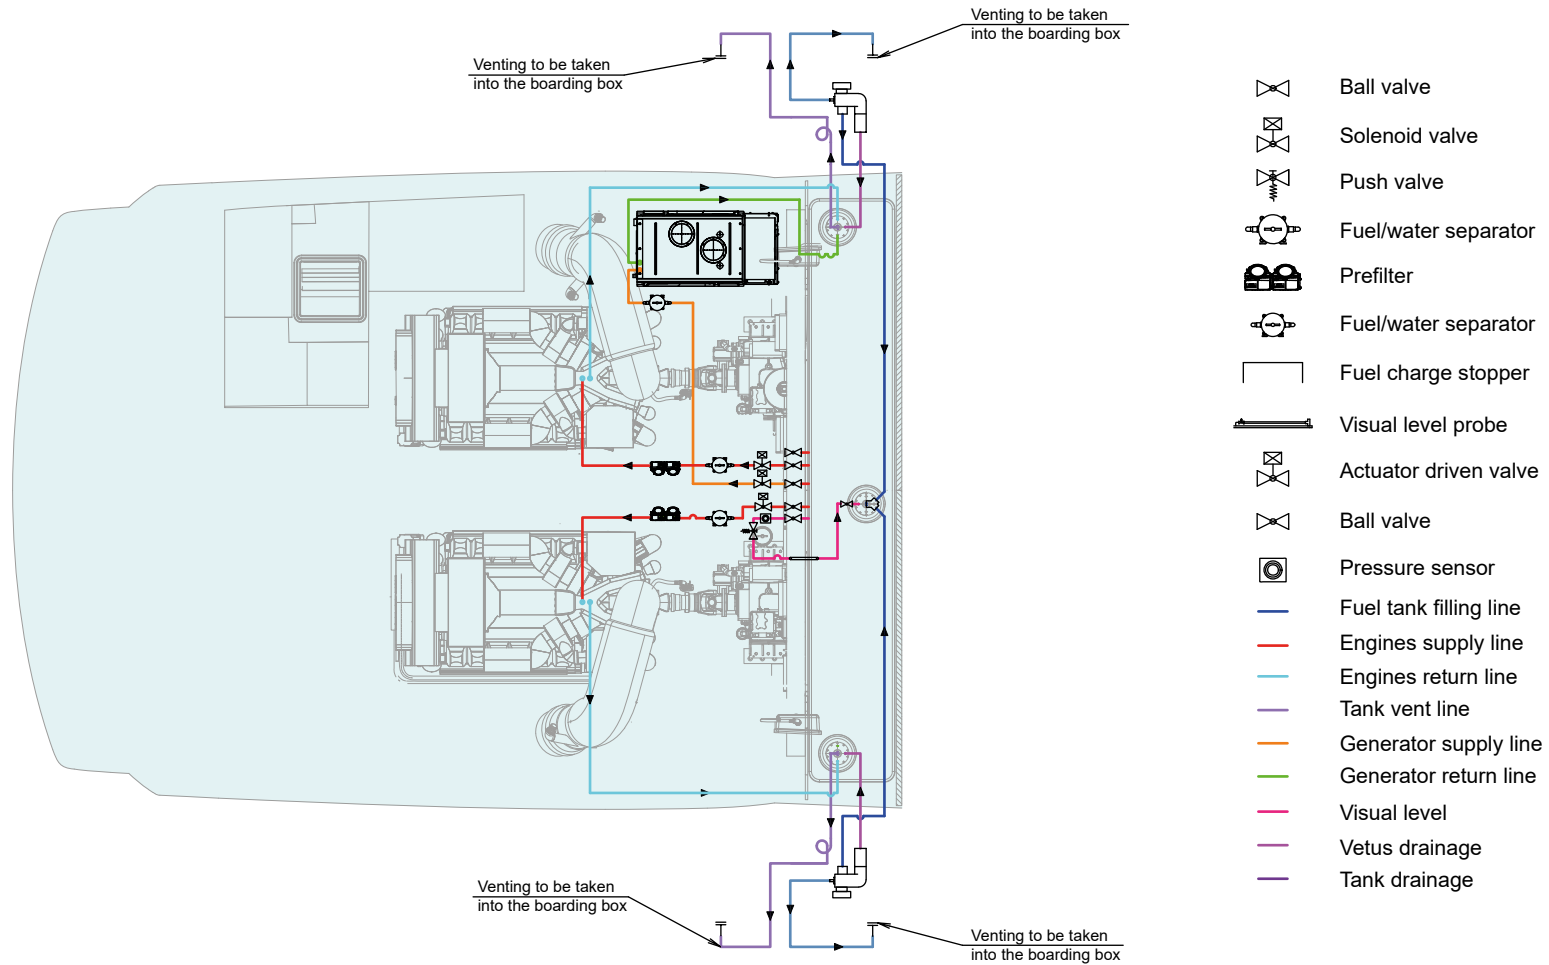 Venting to be taken
into the boarding box
Venting to be taken
into the boarding box
Ball valve
Solenoid valve
Push valve
Fuel/water separator
Prefilter
Fuel/water separator
Fuel charge stopper
Visual level probe
Actuator driven valve
Ball valve
Pressure sensor
Fuel tank filling line
Engines supply line
Engines return line
Tank vent line
Generator supply line
Generator return line
Visual level
Vetus drainage
Tank drainage
Venting to be taken
into the boarding box
Venting to be taken
into the boarding box